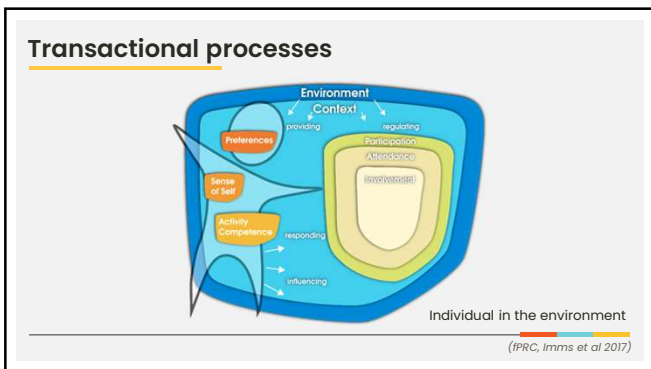 Transactional processes
Environment
Context
providing
regulating
Preferences
Participation
Attendance
Involvement
Sense
of Self
Activity
Competence
responding
influencing
Individual in the environment
(fPRC, Imms et al 2017)